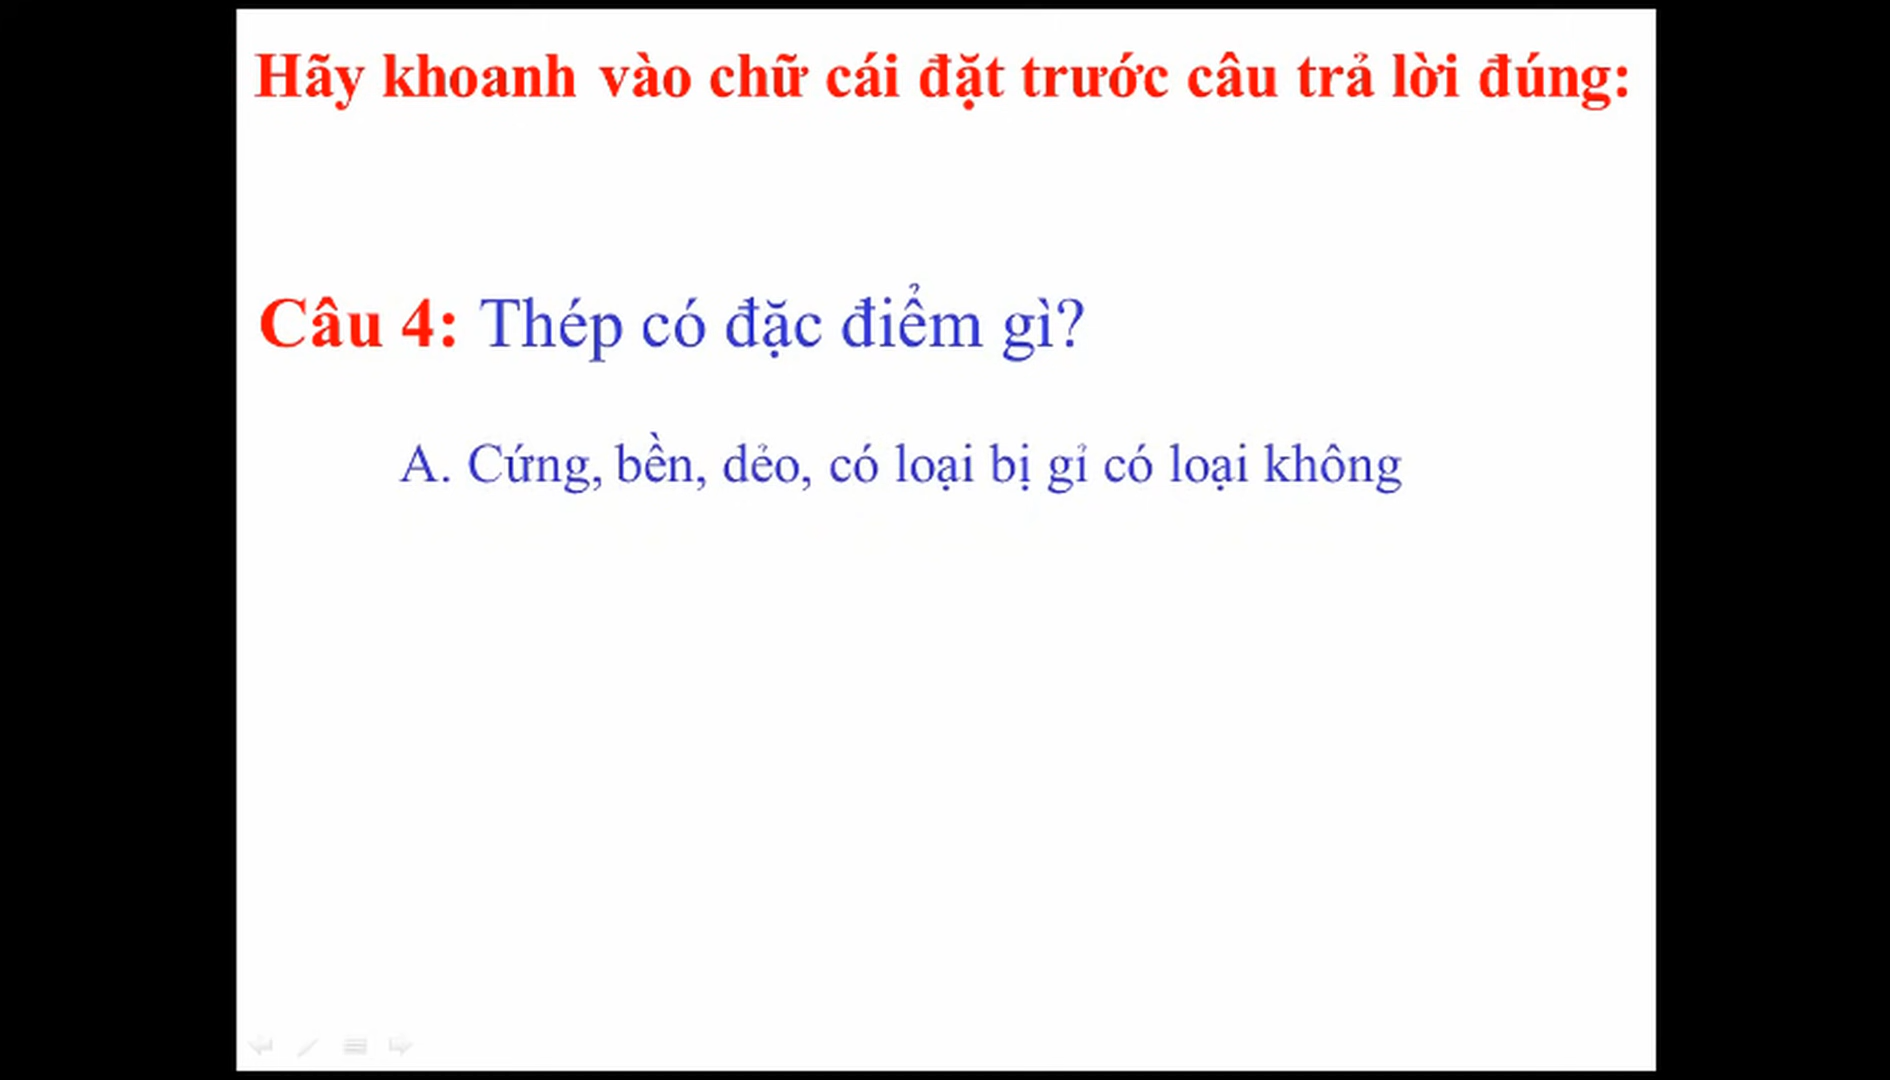 Hãy khoanh vào chữ cái đặt trước câu trả lời đúng:
Câu 4: Thép có đặc điểm gì?
A. Cứng, bền, dẻo, có loại bị gỉ có loại không